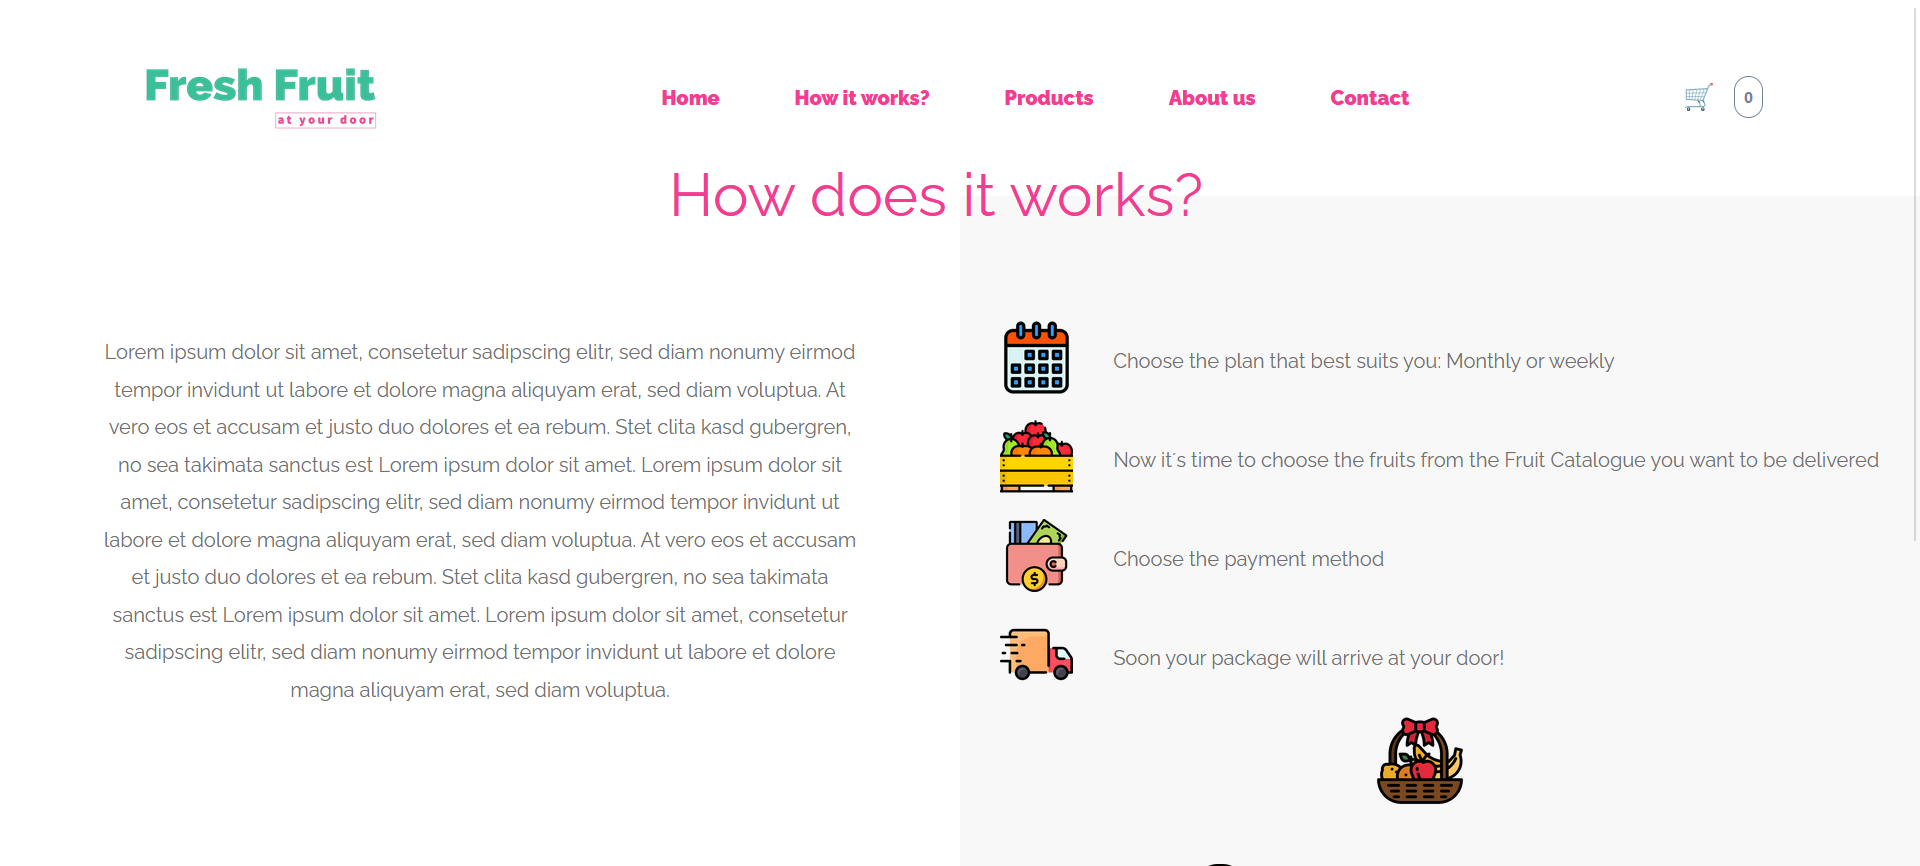 Fresh Fruit
at your door
Home
How it works?
Products
About us
Contact
0
How does it works?
Lorem ipsum dolor sit amet, consetetur sadipscing elitr, sed diam nonumy eirmod
tempor invidunt ut labore et dolore magna aliquyam erat, sed diam voluptua. At
vero eos et accusam et justo duo dolores et ea rebum. Stet clita kasd gubergren,
no sea takimata sanctus est Lorem ipsum dolor sit amet. Lorem ipsum dolor sit
amet, consetetur sadipscing elitr, sed diam nonumy eirmod tempor invidunt ut
labore et dolore magna aliquyam erat, sed diam voluptua. At vero eos et accusam
et justo duo dolores et ea rebum. Stet clita kasd gubergren, no sea takimata
sanctus est Lorem ipsum dolor sit amet. Lorem ipsum dolor sit amet, consetetur
sadipscing elitr, sed diam nonumy eirmod tempor invidunt ut labore et dolore
magna aliquyam erat, sed diam voluptua.
Choose the plan that best suits you: Monthly or weekly
Now it´s time to choose the fruits from the Fruit Catalogue you want to be delivered
Choose the payment method
Soon your package will arrive at your door!